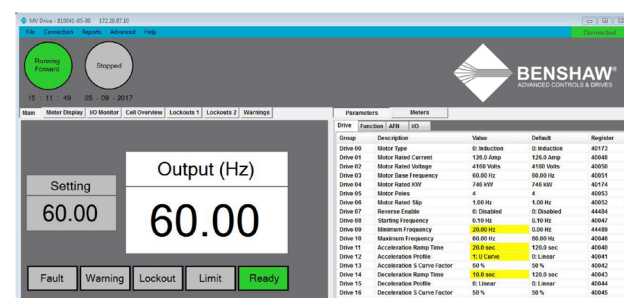 MV Drive - 810041-05-00 172.29.87.10
File Connection Reports Advanced Help
Connected
Running Forward
Stopped
15 : 11 : 49 05 - 09 - 2017
BENSHAW®
ADVANCED CONTROLS & DRIVES
Main Motor Display I/O Monitor Cell Overview Lockouts 1 Lockouts 2 Warnings
Setting
60.00
Output (Hz)
60.00
Fault Warning Lockout Limit Ready
Parameters Meters
Drive Function AFN I/O
Group Description Value Default Register
Drive 00 Motor Type 0: Induction 0: Induction 40173
Drive 01 Motor Rated Current 126.0 Amp 126.0 Amp 40048
Drive 02 Motor Rated Voltage 4160 Volts 4160 Volts 40050
Drive 03 Motor Base Frequency 60.00 Hz 60.00 Hz 40051
Drive 04 Motor Rated KW 746 kW 746 kW 40174
Drive 05 Motor Poles 4 4 40053
Drive 06 Motor Rated Slip 1.00 Hz 1.00 Hz 40052
Drive 07 Reverse Enable 0: Disabled 0: Disabled 44484
Drive 08 Starting Frequency 0.10 Hz 0.10 Hz 40047
Drive 09 Minimum Frequency 20.00 Hz 0.00 Hz 44489
Drive 10 Maximum Frequency 60.00 Hz 60.00 Hz 40046
Drive 11 Acceleration Ramp Time 20.0 sec 120.0 sec 40040
Drive 12 Acceleration Profile 1: U Curve 0: Linear 40041
Drive 13 Acceleration S Curve Factor 50 % 50 % 40042
Drive 14 Deceleration Ramp Time 10.0 sec 120.0 sec 40043
Drive 15 Deceleration Profile 0: Linear 0: Linear 40044
Drive 16 Deceleration S Curve Factor 50 % 50 % 40045